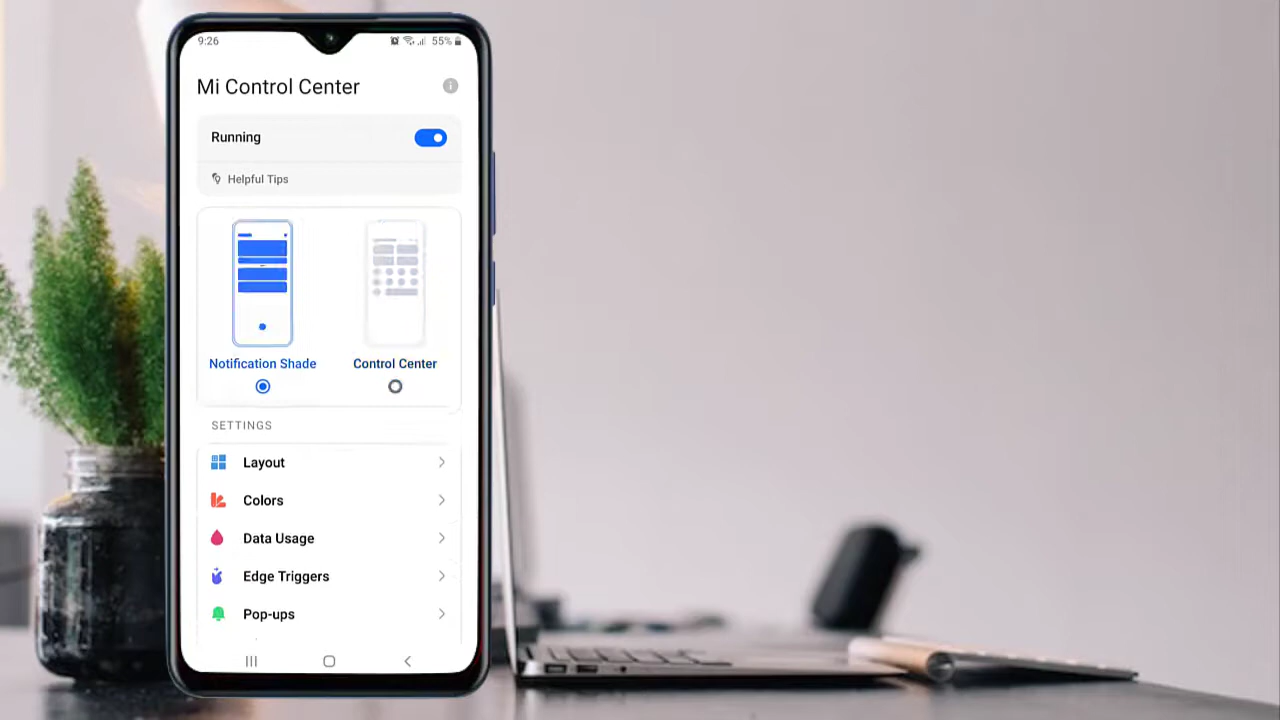 9:26
55%
Mi Control Center
Running
Helpful Tips
Notification Shade
Control Center
SETTINGS
Layout
Colors
Data Usage
Edge Triggers
Pop-ups